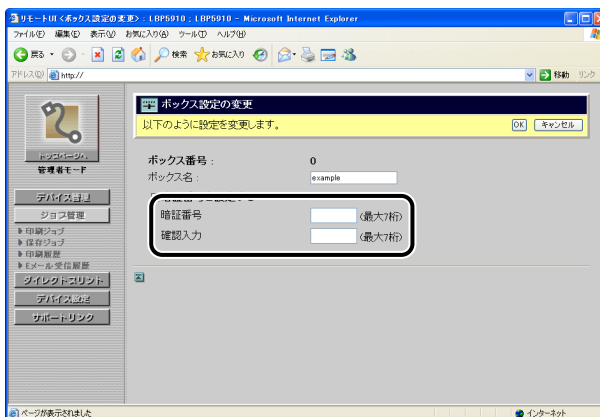 リモートUI <ボックス設定の変更> : LBP5910 ; LBP5910 - Microsoft Internet Explorer
ファイル(F) 編集(E) 表示(V) お気に入り(A) ツール(T) ヘルプ(H)
戻る 検索 お気に入り
アドレス(D) http:// 移動 リンク
ボックス設定の変更
以下のように設定を変更します。 OK キャンセル
トップページへ
管理者モード
デバイス管理
ジョブ管理
印刷ジョブ
保存ジョブ
印刷履歴
Eメール受信履歴
ダイレクトプリント
デバイス設定
サポートリンク
ボックス番号 : 0
ボックス名 : example
暗証番号 (最大7桁)
確認入力 (最大7桁)
ページが表示されました インターネット